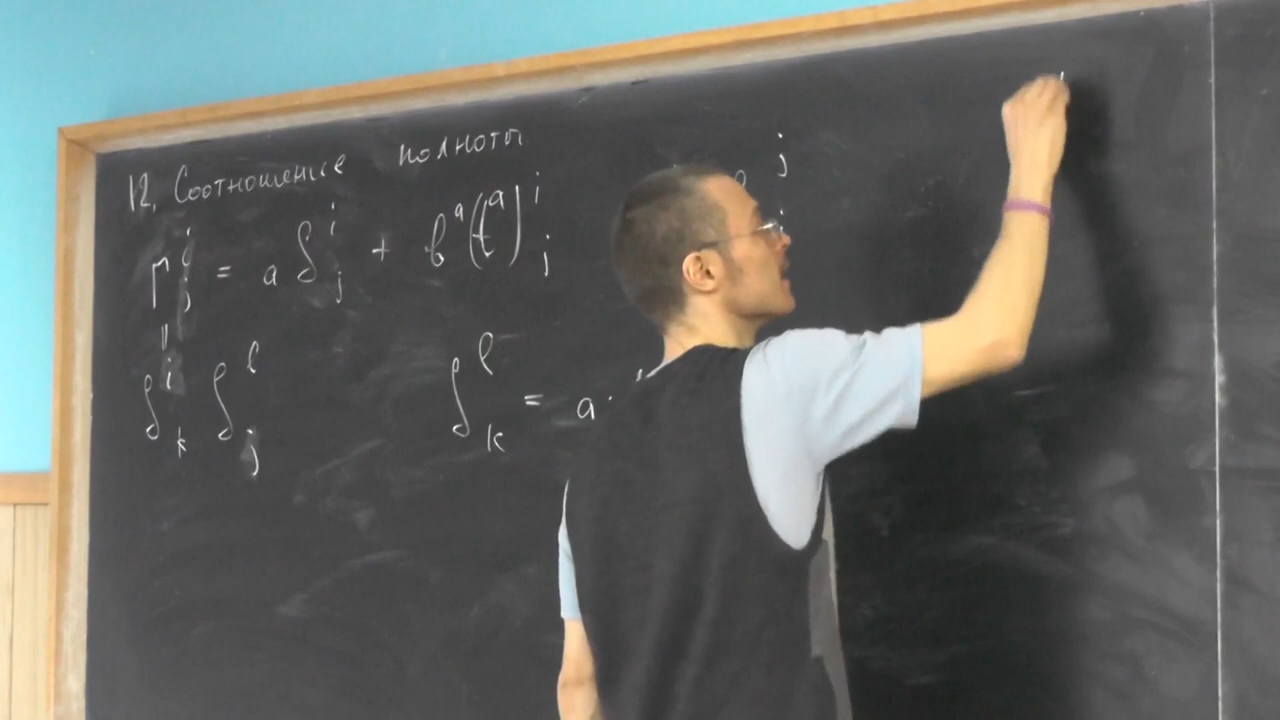 12. Соотношение полноты
M^i_j = a δ^i_j + b^a (t^a)^i_j
||
δ^i_k δ^l_j δ^l_k = a ·
j